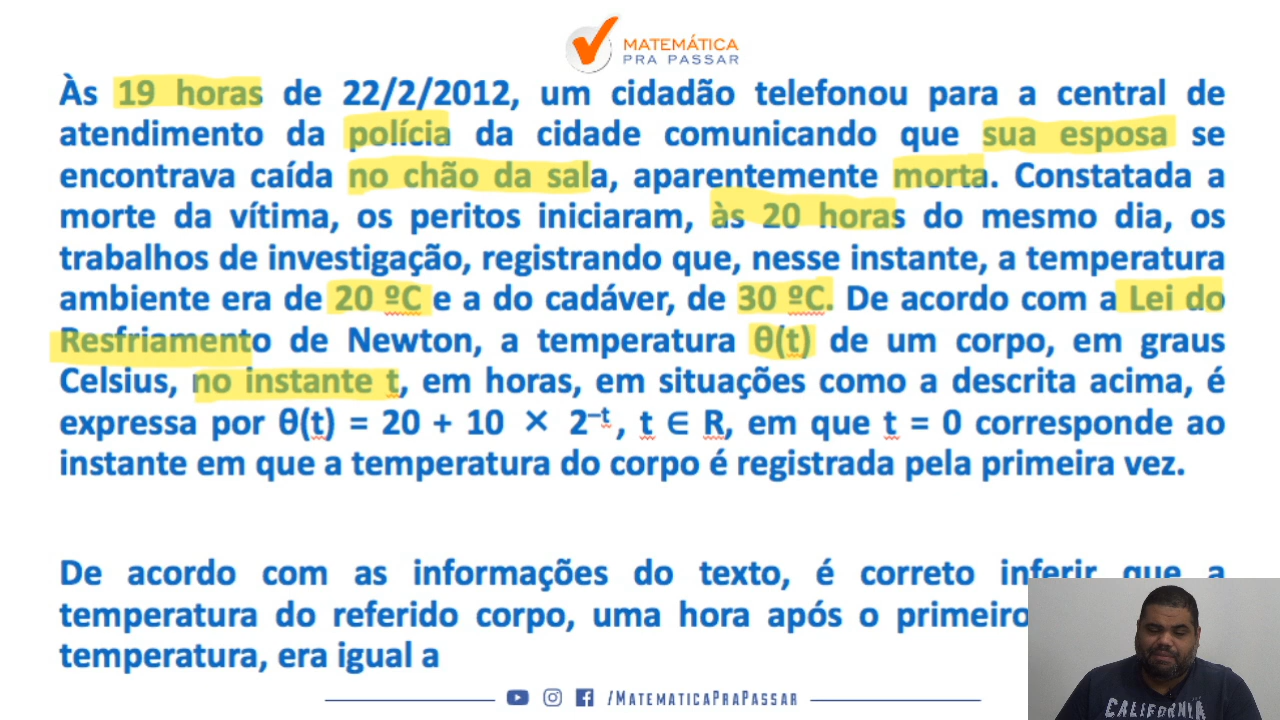 MATEMÁTICA
PRA PASSAR
Às 19 horas de 22/2/2012, um cidadão telefonou para a central de
atendimento da polícia da cidade comunicando que sua esposa se
encontrava caída no chão da sala, aparentemente morta. Constatada a
morte da vítima, os peritos iniciaram, às 20 horas do mesmo dia, os
trabalhos de investigação, registrando que, nesse instante, a temperatura
ambiente era de 20 ºC e a do cadáver, de 30 ºC. De acordo com a Lei do
Resfriamento de Newton, a temperatura θ(t) de um corpo, em graus
Celsius, no instante t, em horas, em situações como a descrita acima, é
expressa por θ(t) = 20 + 10 × 2⁻ᵗ, t ∈ R, em que t = 0 corresponde ao
instante em que a temperatura do corpo é registrada pela primeira vez.
De acordo com as informações do texto, é correto inferir que a
temperatura do referido corpo, uma hora após o primeiro
temperatura, era igual a
/MATEMATICAPRAPASSAR
CALIFORNIA